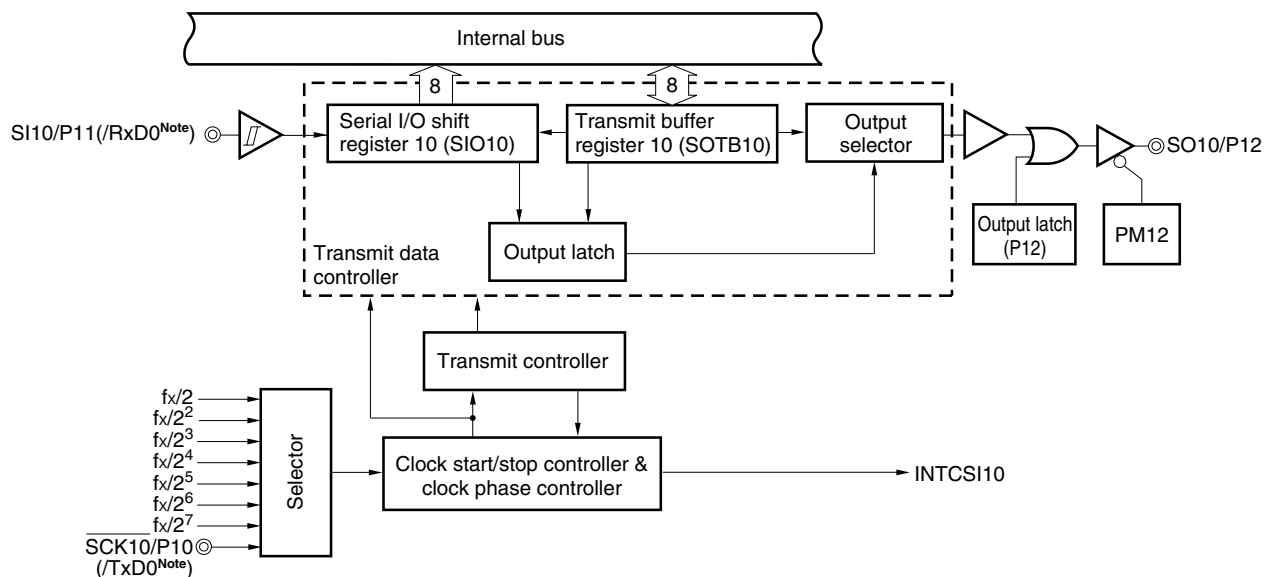 Internal bus
8
8
SI10/P11(/RxD0Note)
Serial I/O shift
register 10 (SIO10)
Transmit buffer
register 10 (SOTB10)
Output
selector
SO10/P12
Output latch
(P12)
PM12
Output latch
Transmit data
controller
Transmit controller
fx/2
fx/2²
fx/2³
fx/2⁴
fx/2⁵
fx/2⁶
fx/2⁷
SCK10/P10
(/TxD0Note)
Selector
Clock start/stop controller &
clock phase controller
INTCSI10